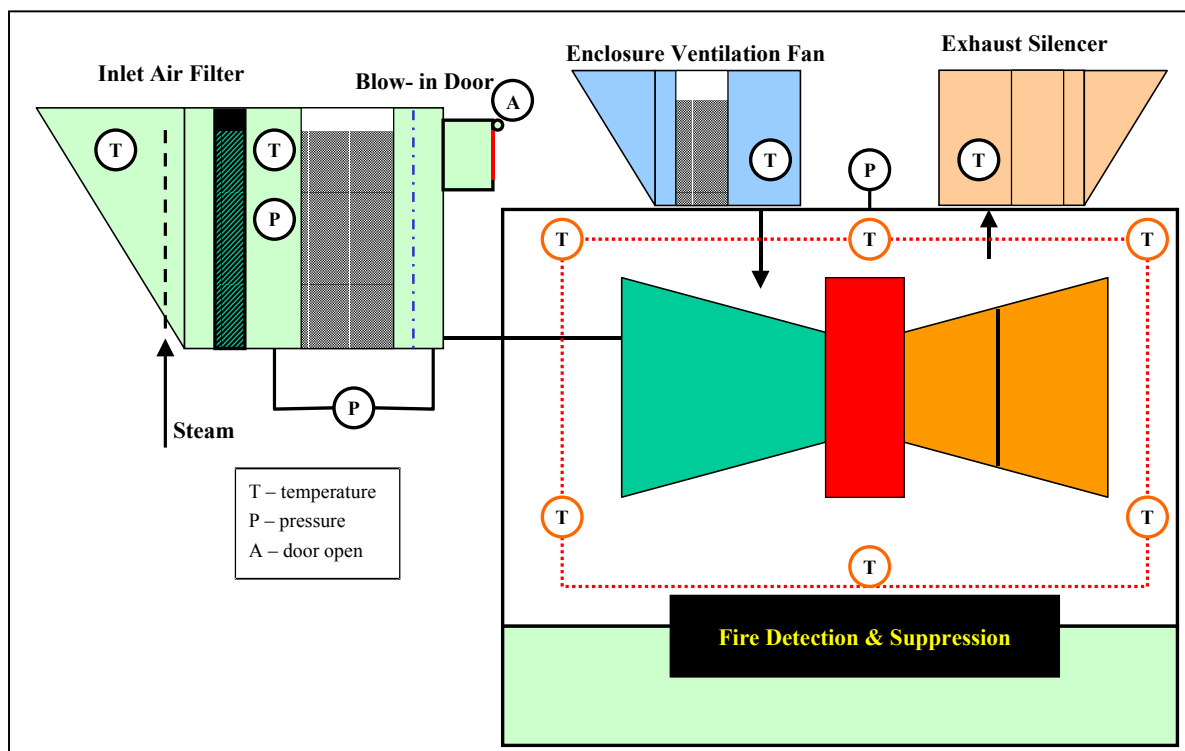 Enclosure Ventilation Fan
Exhaust Silencer
Inlet Air Filter
Blow- in Door
A
T
T
T
P
T
P
T
T
T
P
Steam
T – temperature
P – pressure
A – door open
T
T
T
Fire Detection & Suppression